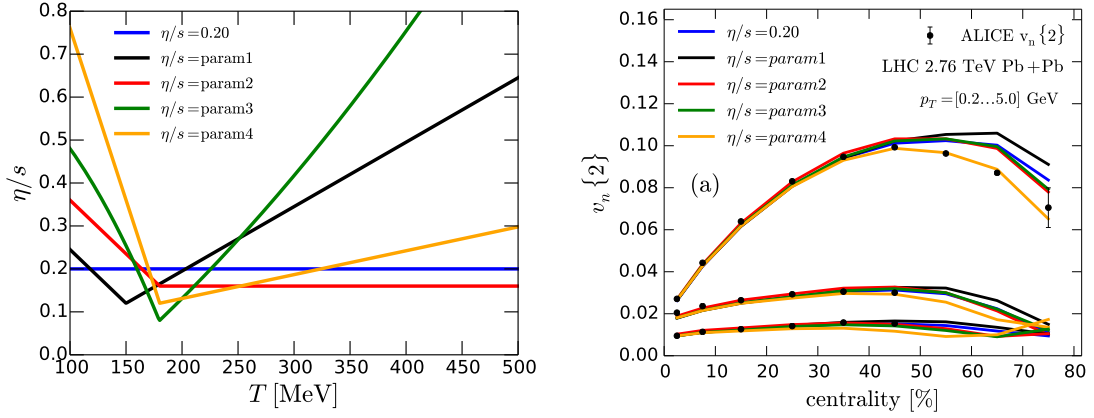 0.8
0.7
0.6
0.5
0.4
0.3
0.2
0.1
0.0
η/s
η/s=0.20
η/s=param1
η/s=param2
η/s=param3
η/s=param4
100 150 200 250 300 350 400 450 500
T [MeV]
0.16
0.14
0.12
0.10
0.08
0.06
0.04
0.02
0.00
v_n{2}
η/s=0.20
η/s=param1
η/s=param2
η/s=param3
η/s=param4
ALICE v_n{2}
LHC 2.76 TeV Pb+Pb
p_T=[0.2...5.0] GeV
(a)
0 10 20 30 40 50 60 70 80
centrality [%]